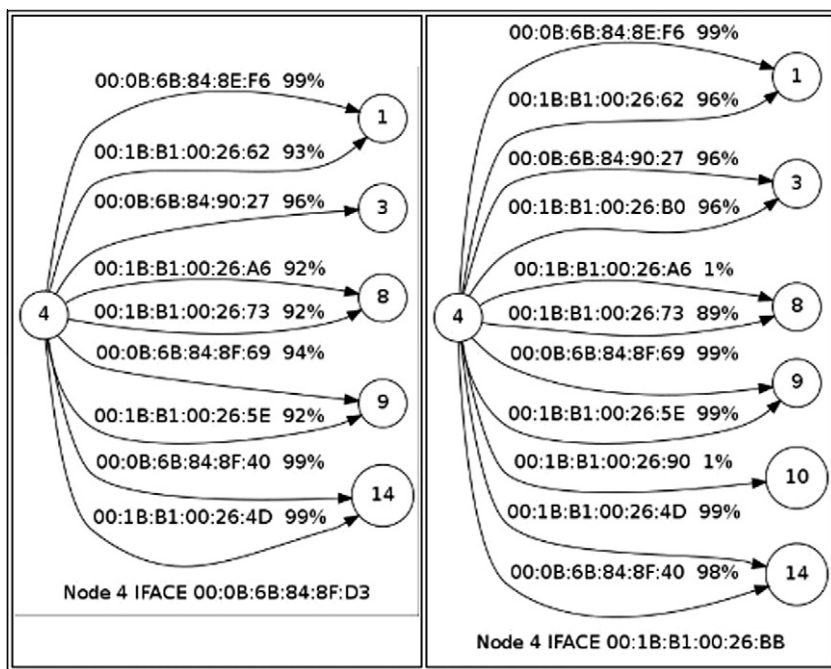 00:0B:6B:84:8E:F6 99%
1
00:1B:B1:00:26:62 93%
00:0B:6B:84:90:27 96%
3
00:1B:B1:00:26:A6 92%
8
4
00:1B:B1:00:26:73 92%
00:0B:6B:84:8F:69 94%
9
00:1B:B1:00:26:5E 92%
00:0B:6B:84:8F:40 99%
14
00:1B:B1:00:26:4D 99%
Node 4 IFACE 00:0B:6B:84:8F:D3
00:0B:6B:84:8E:F6 99%
1
00:1B:B1:00:26:62 96%
00:0B:6B:84:90:27 96%
3
00:1B:B1:00:26:B0 96%
00:1B:B1:00:26:A6 1%
8
4
00:1B:B1:00:26:73 89%
00:0B:6B:84:8F:69 99%
9
00:1B:B1:00:26:5E 99%
00:1B:B1:00:26:90 1%
10
00:1B:B1:00:26:4D 99%
14
00:0B:6B:84:8F:40 98%
Node 4 IFACE 00:1B:B1:00:26:BB